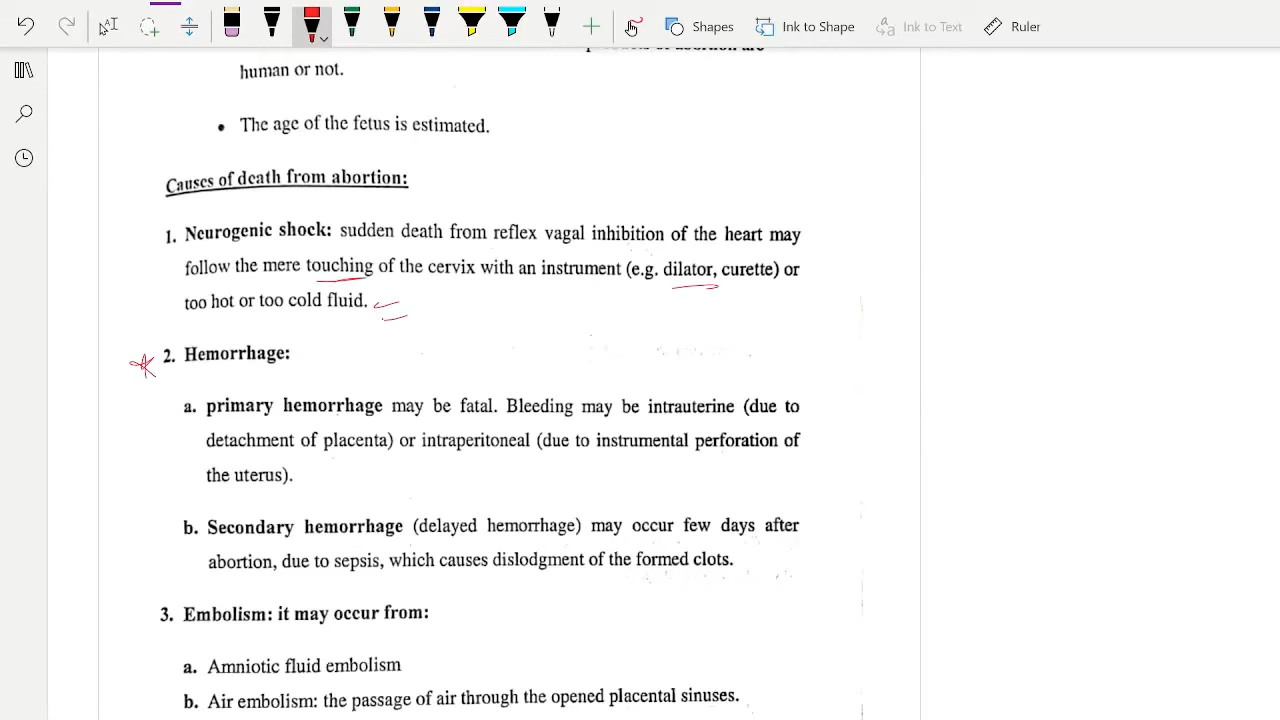 Shapes
Ink to Shape
Ink to Text
Ruler
human or not.
• The age of the fetus is estimated.
Causes of death from abortion:
1. Neurogenic shock: sudden death from reflex vagal inhibition of the heart may
follow the mere touching of the cervix with an instrument (e.g. dilator, curette) or
too hot or too cold fluid.
2. Hemorrhage:
a. primary hemorrhage may be fatal. Bleeding may be intrauterine (due to
detachment of placenta) or intraperitoneal (due to instrumental perforation of
the uterus).
b. Secondary hemorrhage (delayed hemorrhage) may occur few days after
abortion, due to sepsis, which causes dislodgment of the formed clots.
3. Embolism: it may occur from:
a. Amniotic fluid embolism
b. Air embolism: the passage of air through the opened placental sinuses.